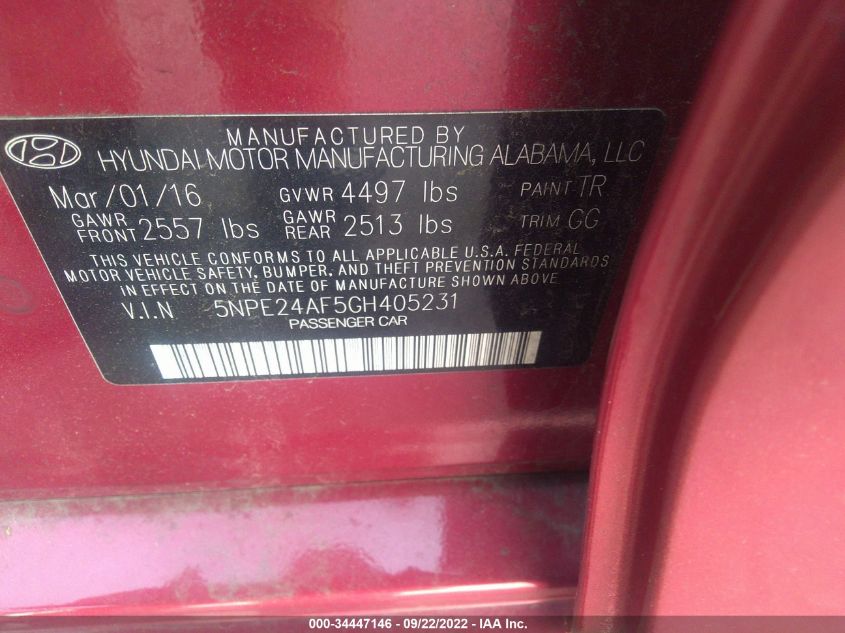 MANUFACTURED BY
HYUNDAI MOTOR MANUFACTURING ALABAMA, LLC
Mar/01/16 GVWR 4497 lbs PAINT TR
GAWR FRONT 2557 lbs GAWR REAR 2513 lbs TRIM GG
THIS VEHICLE CONFORMS TO ALL APPLICABLE U.S.A. FEDERAL
MOTOR VEHICLE SAFETY, BUMPER, AND THEFT PREVENTION STANDARDS
IN EFFECT ON THE DATE OF MANUFACTURE SHOWN ABOVE
V.I.N 5NPE24AF5GH405231
PASSENGER CAR
000-34447146 - 09/22/2022 - IAA Inc.